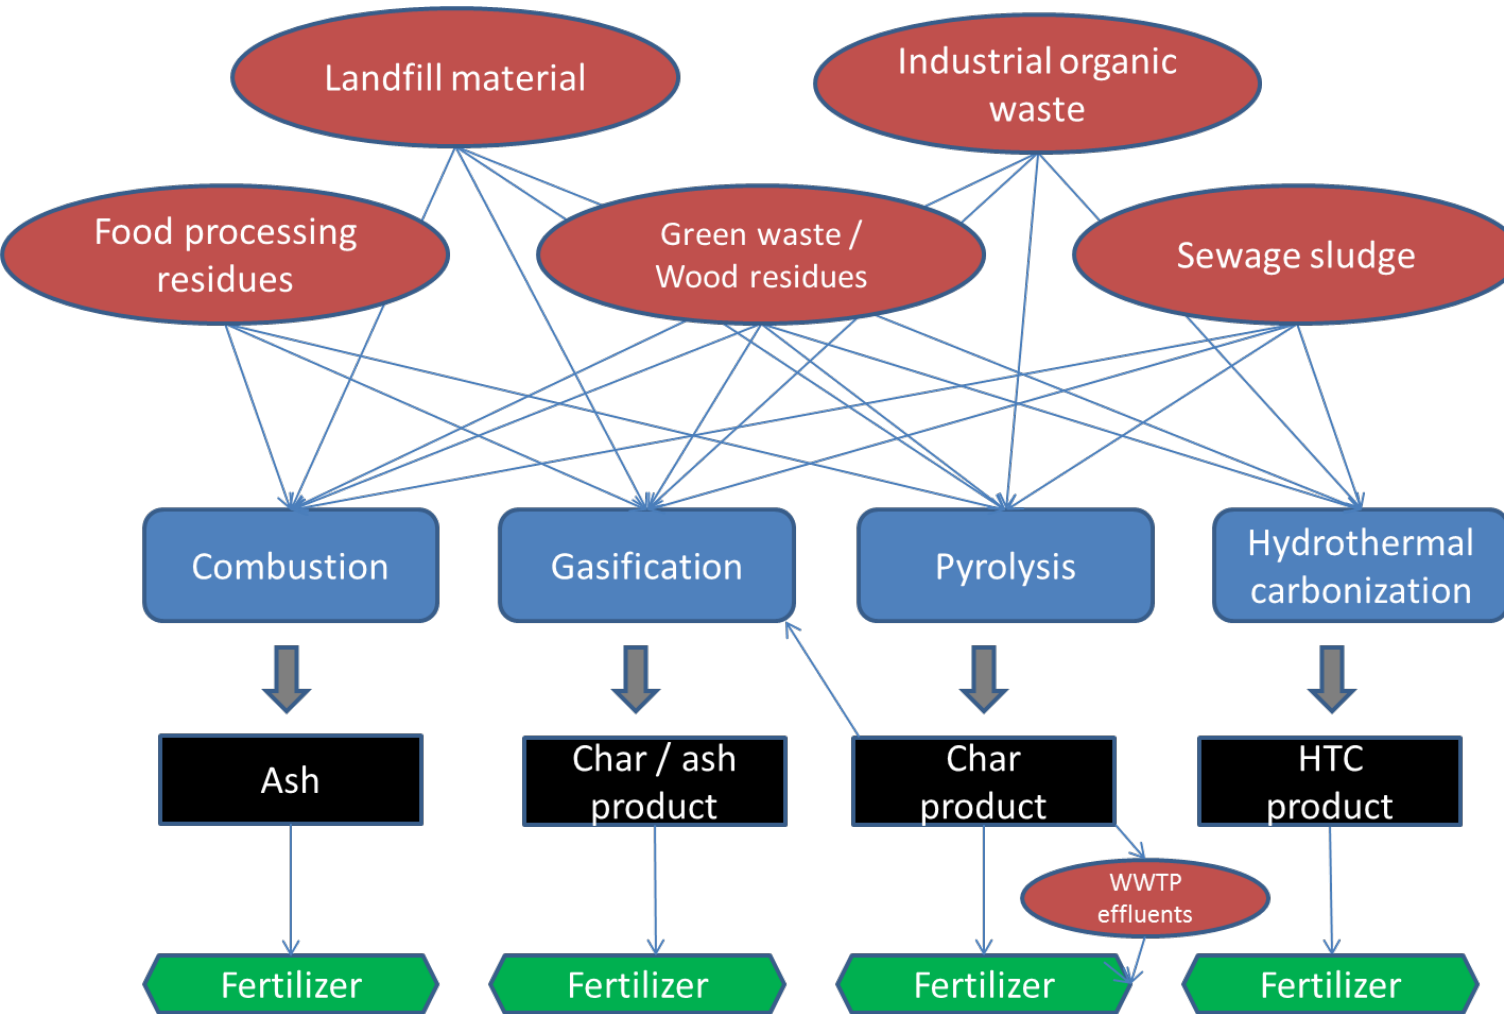 Landfill material
Industrial organic
waste
Food processing
residues
Green waste /
Wood residues
Sewage sludge
Combustion
Gasification
Pyrolysis
Hydrothermal
carbonization
Ash
Char / ash
product
Char
product
HTC
product
WWTP
effluents
Fertilizer
Fertilizer
Fertilizer
Fertilizer